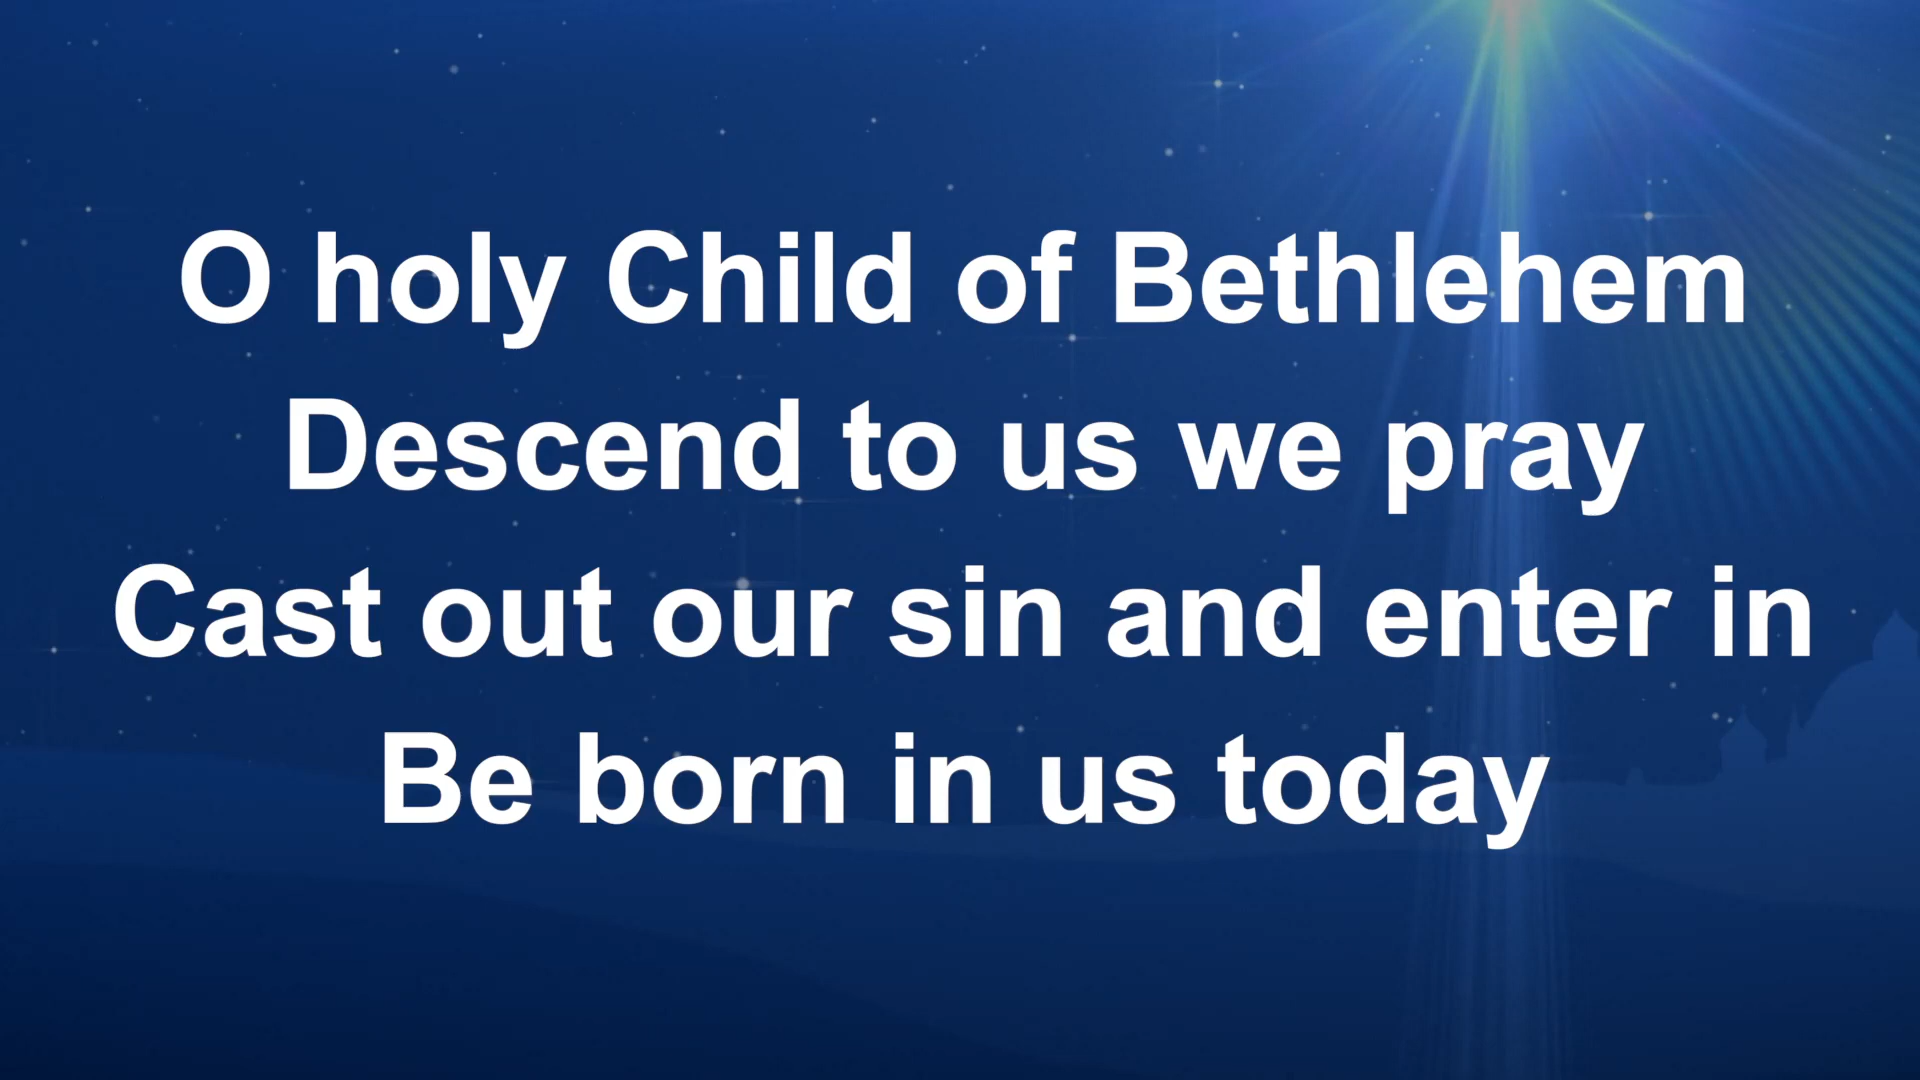 O holy Child of Bethlehem
Descend to us we pray
Cast out our sin and enter in
Be born in us today